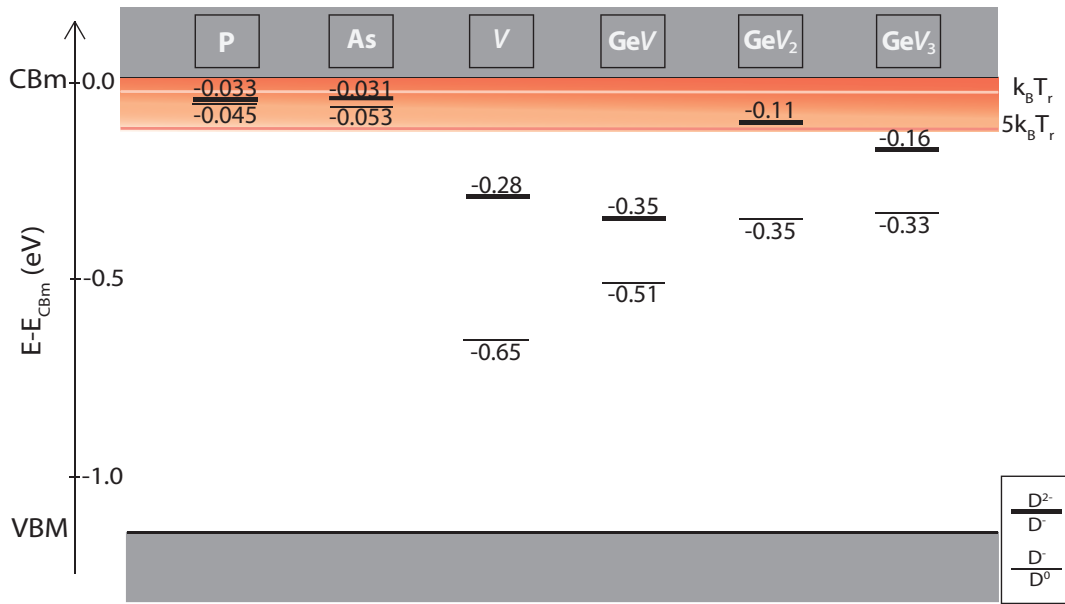 P As V GeV GeV₂ GeV₃
CBm 0.0
-0.033 -0.031 kBTr
-0.045 -0.053 -0.11 5kBTr
-0.16
-0.28
-0.35 -0.35 -0.33
-0.5
-0.51
-0.65
E-ECBm (eV)
-1.0
VBM
D²⁻
D⁻
D⁻
D⁰